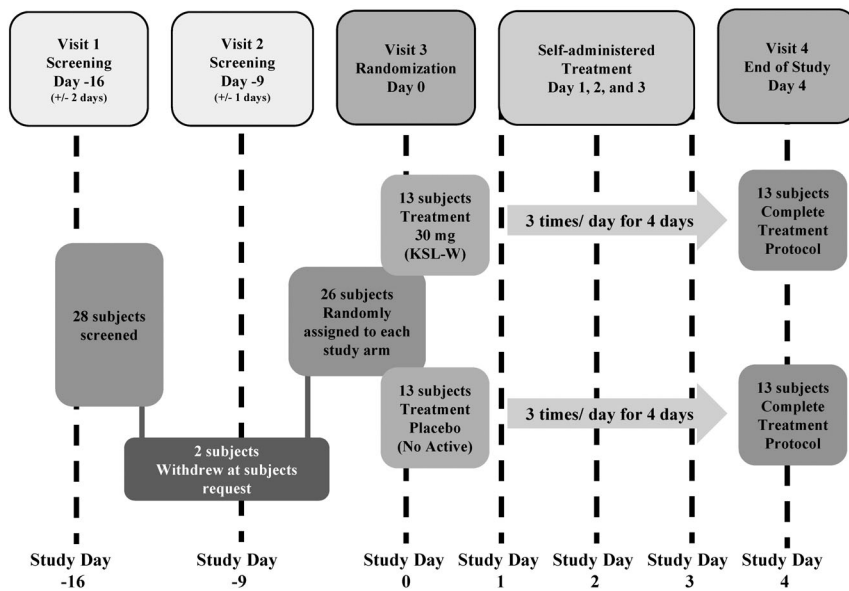 Visit 1
Screening
Day -16
(+/- 2 days)
Visit 2
Screening
Day -9
(+/- 1 days)
Visit 3
Randomization
Day 0
Self-administered
Treatment
Day 1, 2, and 3
Visit 4
End of Study
Day 4
13 subjects
Treatment
30 mg
(KSL-W)
3 times/ day for 4 days
13 subjects
Complete
Treatment
Protocol
28 subjects
screened
26 subjects
Randomly
assigned to each
study arm
13 subjects
Treatment
Placebo
(No Active)
3 times/ day for 4 days
13 subjects
Complete
Treatment
Protocol
2 subjects
Withdrew at subjects
request
Study Day
-16
Study Day
-9
Study Day
0
Study Day
1
Study Day
2
Study Day
3
Study Day
4